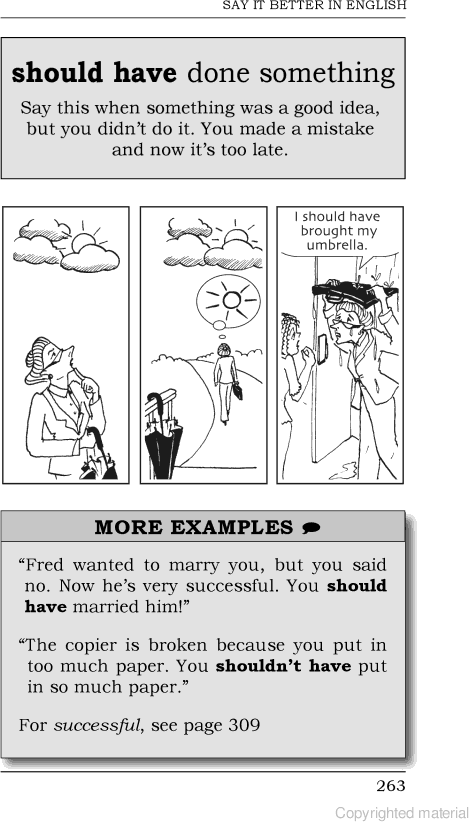 SAY IT BETTER IN ENGLISH
should have done something
Say this when something was a good idea,
but you didn’t do it. You made a mistake
and now it’s too late.
I should have
brought my
umbrella.
MORE EXAMPLES
“Fred wanted to marry you, but you said
no. Now he’s very successful. You should
have married him!”
“The copier is broken because you put in
too much paper. You shouldn’t have put
in so much paper.”
For successful, see page 309
263
Copyrighted material